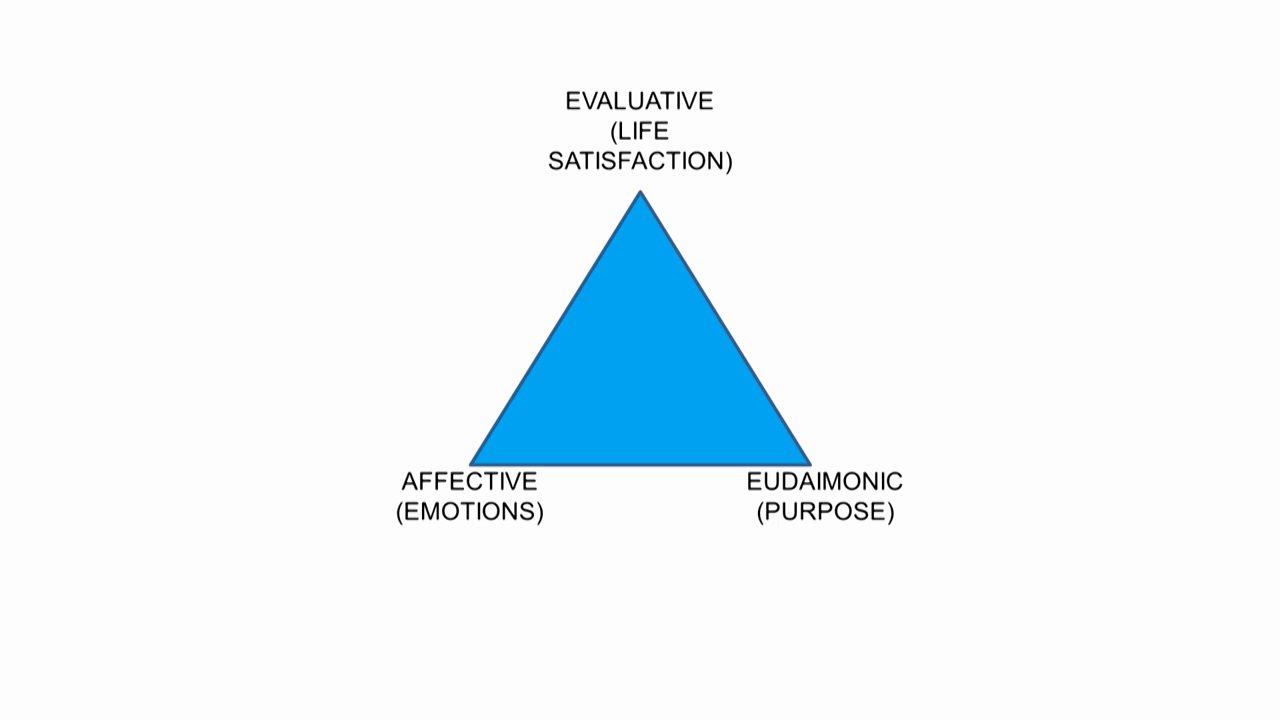 EVALUATIVE
(LIFE
SATISFACTION)
AFFECTIVE
(EMOTIONS)
EUDAIMONIC
(PURPOSE)